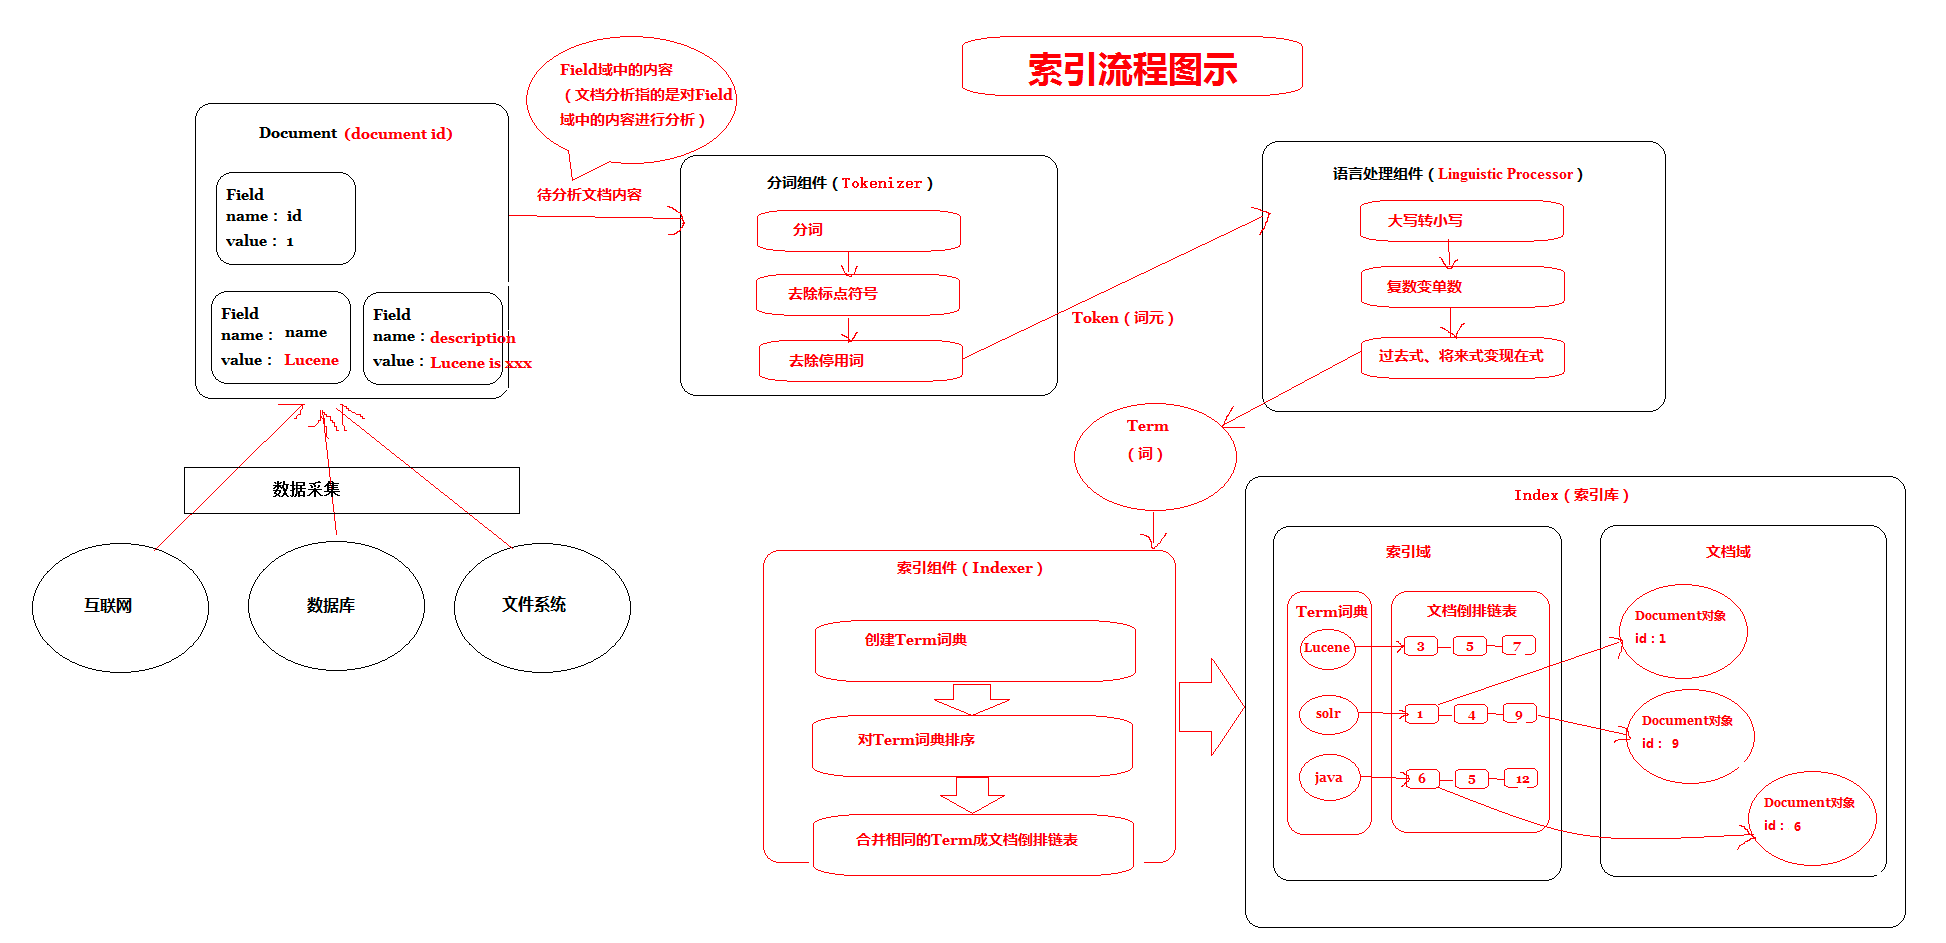 索引流程图示
Field域中的内容
（文档分析指的是对Field
域中的内容进行分析）
Document (document id)
Field
name： id
value： 1
Field
name： name
value： Lucene
Field
name：description
value：Lucene is xxx
待分析文档内容
分词组件（Tokenizer）
分词
去除标点符号
去除停用词
Token（词元）
语言处理组件（Linguistic Processor）
大写转小写
复数变单数
过去式、将来式变现在式
Term
（词）
数据采集
互联网
数据库
文件系统
索引组件（Indexer）
创建Term词典
对Term词典排序
合并相同的Term成文档倒排链表
Index（索引库）
索引域
Term词典
文档倒排链表
Lucene
3
5
7
solr
1
4
9
java
6
5
12
文档域
Document对象
id：1
Document对象
id： 9
Document对象
id： 6